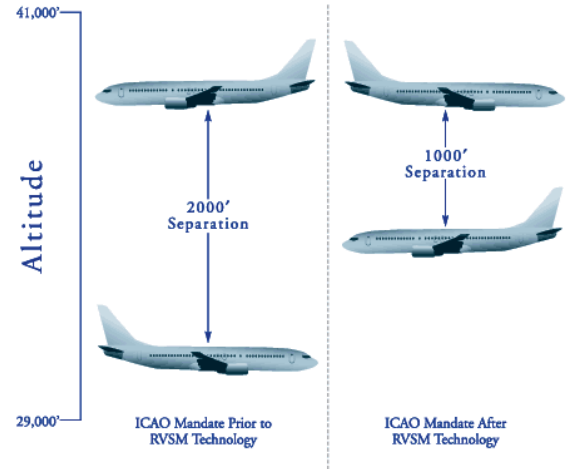 41,000'
Altitude
29,000'
2000'
Separation
ICAO Mandate Prior to
RVSM Technology
1000'
Separation
ICAO Mandate After
RVSM Technology